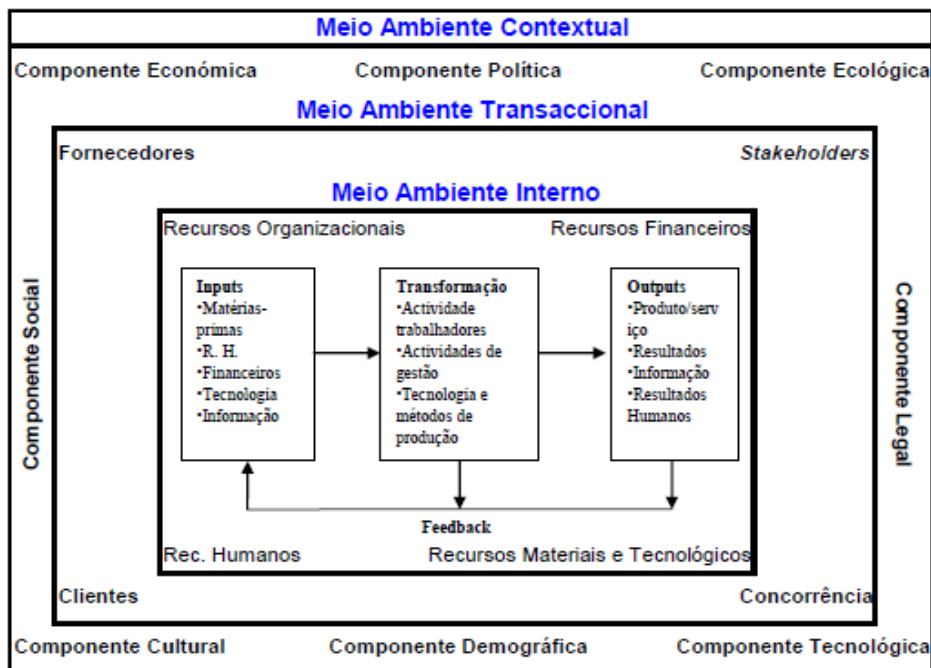 Meio Ambiente Contextual
Componente Económica
Componente Política
Componente Ecológica
Meio Ambiente Transaccional
Fornecedores
Stakeholders
Meio Ambiente Interno
Recursos Organizacionais
Recursos Financeiros
Inputs
•Matérias-
primas
•R. H.
•Financeiros
•Tecnologia
•Informação
Transformação
•Actividade
trabalhadores
•Actividades de
gestão
•Tecnologia e
métodos de
produção
Outputs
•Produto/serv
iço
•Resultados
•Informação
•Resultados
Humanos
Feedback
Rec. Humanos
Recursos Materiais e Tecnológicos
Componente Social
Componente Legal
Clientes
Concorrência
Componente Cultural
Componente Demográfica
Componente Tecnológica